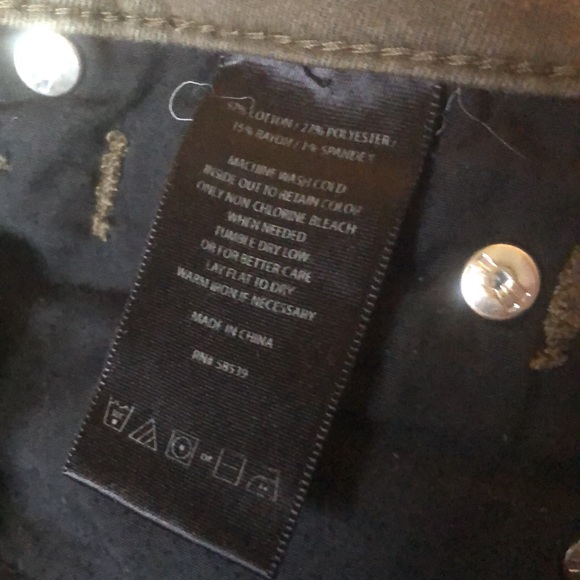 57% COTTON / 27% POLYESTER /
15% RAYON / 1% SPANDEX
MACHINE WASH COLD
INSIDE OUT TO RETAIN COLOR
ONLY NON CHLORINE BLEACH
WHEN NEEDED
TUMBLE DRY LOW
OR FOR BETTER CARE
LAY FLAT TO DRY
WARM IRON IF NECESSARY
MADE IN CHINA
RN# 58539
OR